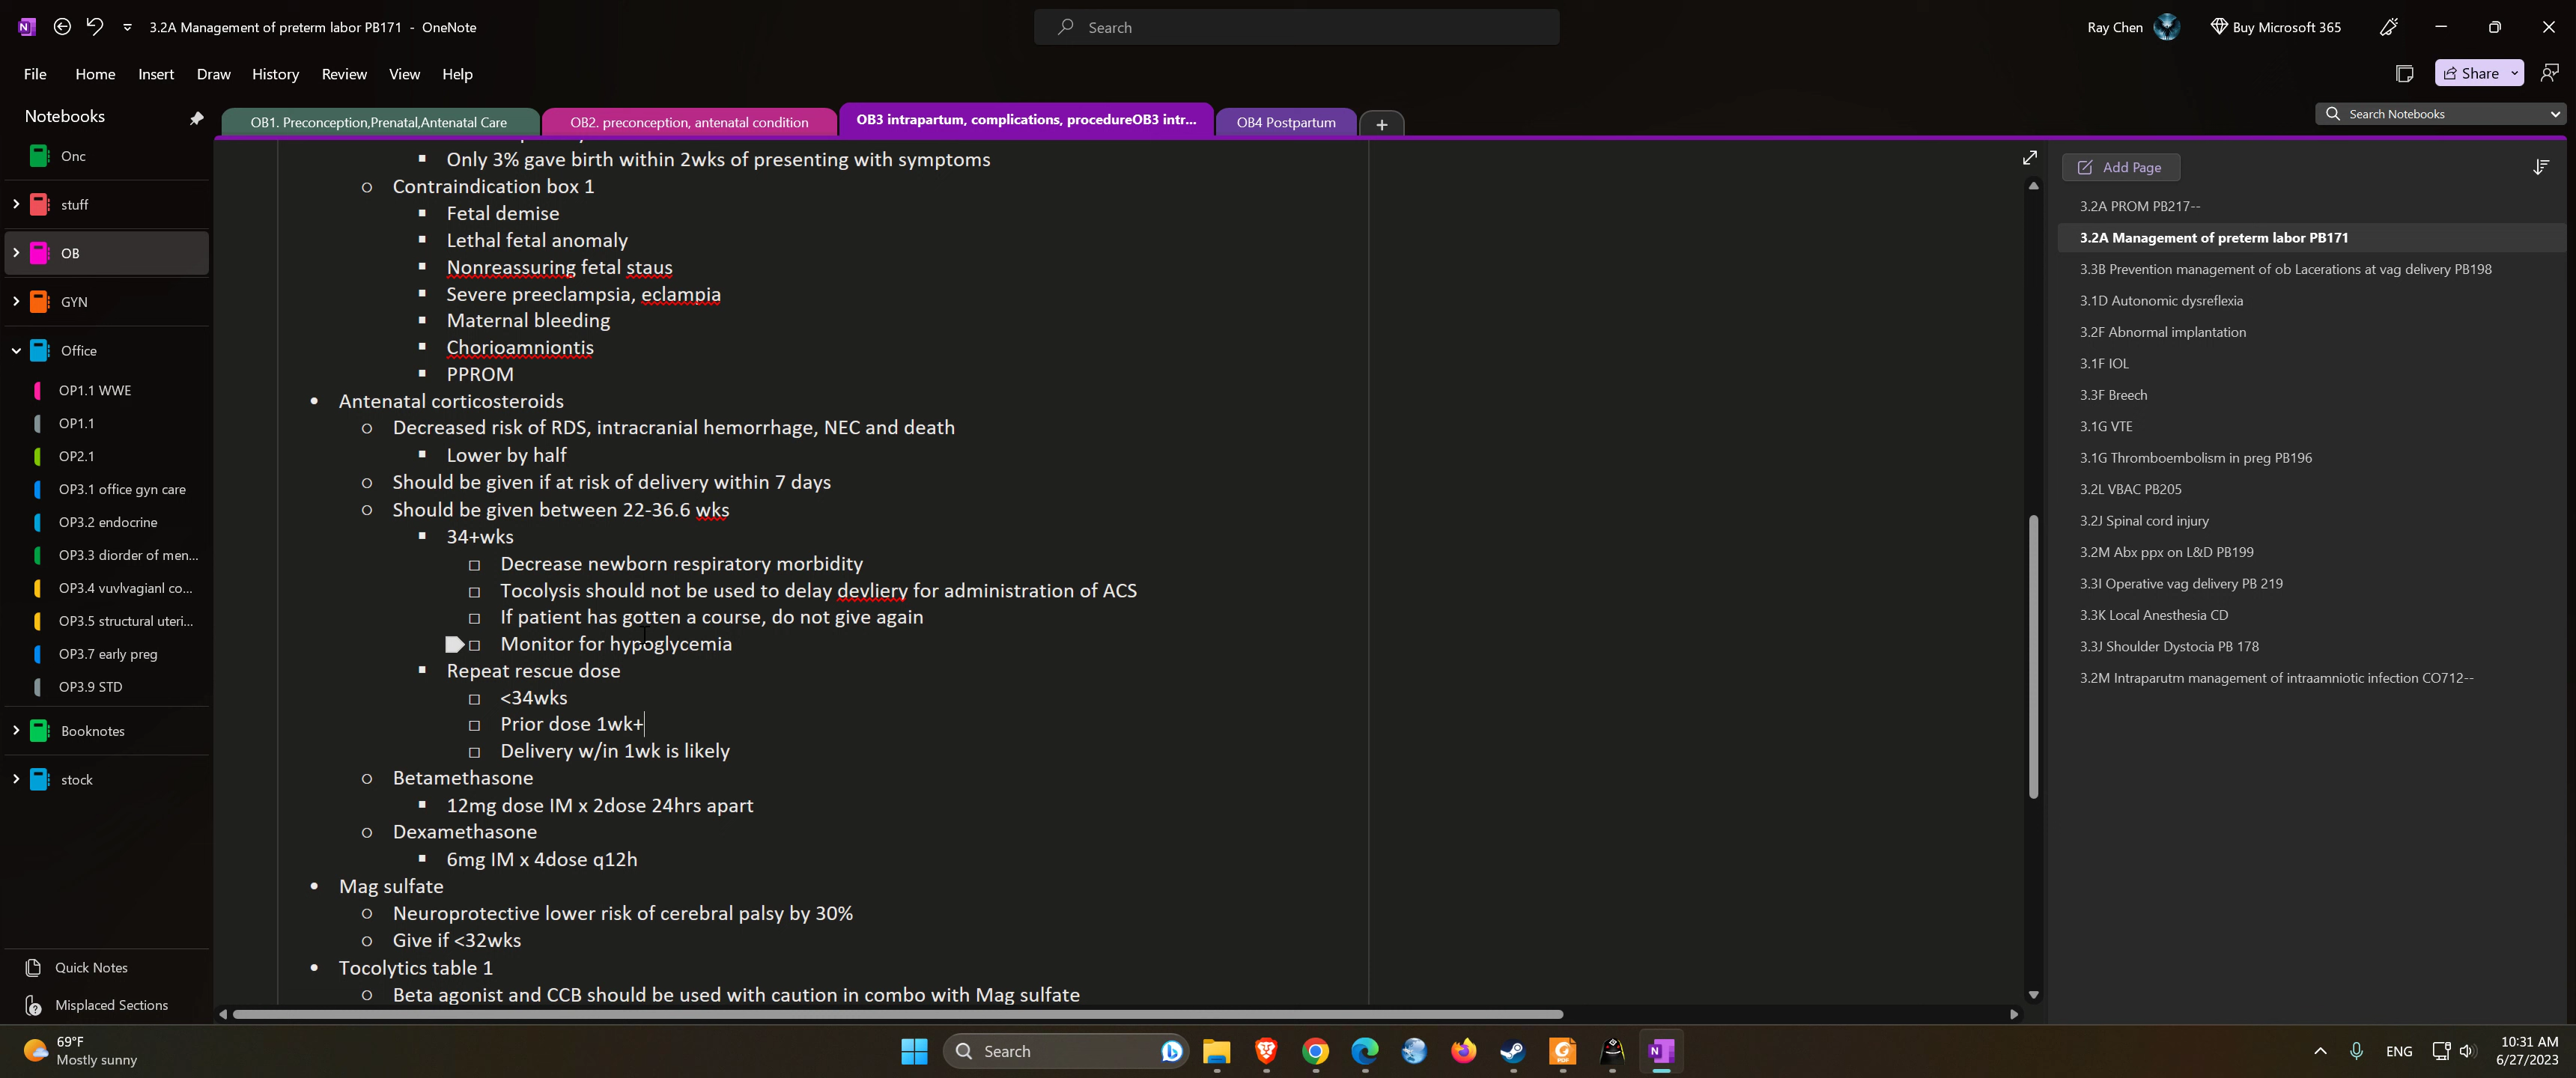 3.2A Management of preterm labor PB171 - OneNote
Search
Ray Chen
Buy Microsoft 365
File Home Insert Draw History Review View Help
Share
Notebooks
OB1. Preconception,Prenatal,Antenatal Care
OB2. preconception, antenatal condition
OB3 intrapartum, complications, procedureOB3 intr...
OB4 Postpartum
+
Search Notebooks
Onc
stuff
OB
GYN
Office
OP1.1 WWE
OP1.1
OP2.1
OP3.1 office gyn care
OP3.2 endocrine
OP3.3 diorder of men...
OP3.4 vuvlvagianl co...
OP3.5 structural uteri...
OP3.7 early preg
OP3.9 STD
Booknotes
stock
Quick Notes
Misplaced Sections
Only 3% gave birth within 2wks of presenting with symptoms
Contraindication box 1
Fetal demise
Lethal fetal anomaly
Nonreassuring fetal staus
Severe preeclampsia, eclampia
Maternal bleeding
Chorioamniontis
PPROM
Antenatal corticosteroids
Decreased risk of RDS, intracranial hemorrhage, NEC and death
Lower by half
Should be given if at risk of delivery within 7 days
Should be given between 22-36.6 wks
34+wks
Decrease newborn respiratory morbidity
Tocolysis should not be used to delay devliery for administration of ACS
If patient has gotten a course, do not give again
Monitor for hypoglycemia
Repeat rescue dose
<34wks
Prior dose 1wk+
Delivery w/in 1wk is likely
Betamethasone
12mg dose IM x 2dose 24hrs apart
Dexamethasone
6mg IM x 4dose q12h
Mag sulfate
Neuroprotective lower risk of cerebral palsy by 30%
Give if <32wks
Tocolytics table 1
Beta agonist and CCB should be used with caution in combo with Mag sulfate
Add Page
3.2A PROM PB217--
3.2A Management of preterm labor PB171
3.3B Prevention management of ob Lacerations at vag delivery PB198
3.1D Autonomic dysreflexia
3.2F Abnormal implantation
3.1F IOL
3.3F Breech
3.1G VTE
3.1G Thromboembolism in preg PB196
3.2L VBAC PB205
3.2J Spinal cord injury
3.2M Abx ppx on L&D PB199
3.3I Operative vag delivery PB 219
3.3K Local Anesthesia CD
3.3J Shoulder Dystocia PB 178
3.2M Intraparutm management of intraamniotic infection CO712--
69°F
Mostly sunny
Search
ENG
10:31 AM
6/27/2023